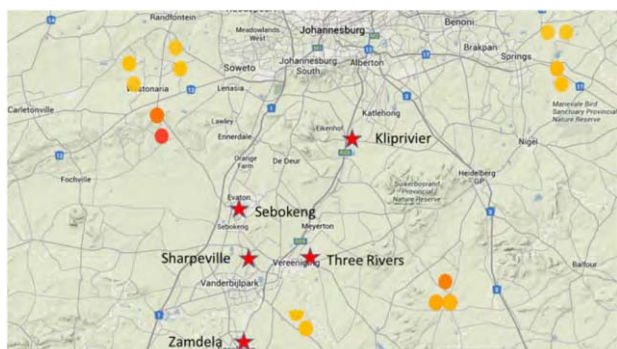 Randfontein
Johannesburg
Benoni
Meadowlands
West
Brakpan
Springs
Soweto
Johannesburg
South
Alberton
Lenasia
Carletonville
Marievale Bird
Sanctuary Provincial
Nature Reserve
Lawley
Ennerdale
Eikenhof
Katlehong
Kliprivier
Nigel
Orange
Farm
De Deur
Fochville
Heidelberg
GP
Suikerbosrand
Provincial
Nature Reserve
Evaton
Sebokeng
Sebokeng
Meyerton
Sharpeville
Vereeniging
Three Rivers
Balfour
Vanderbijlpark
Zamdela